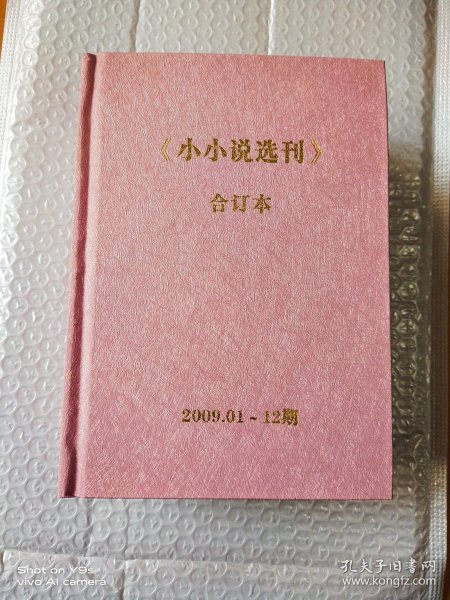 《小小说选刊》
合订本
2009.01~12期
Shot on Y9s
vivo AI camera
孔夫子旧书网
www.kongfz.com